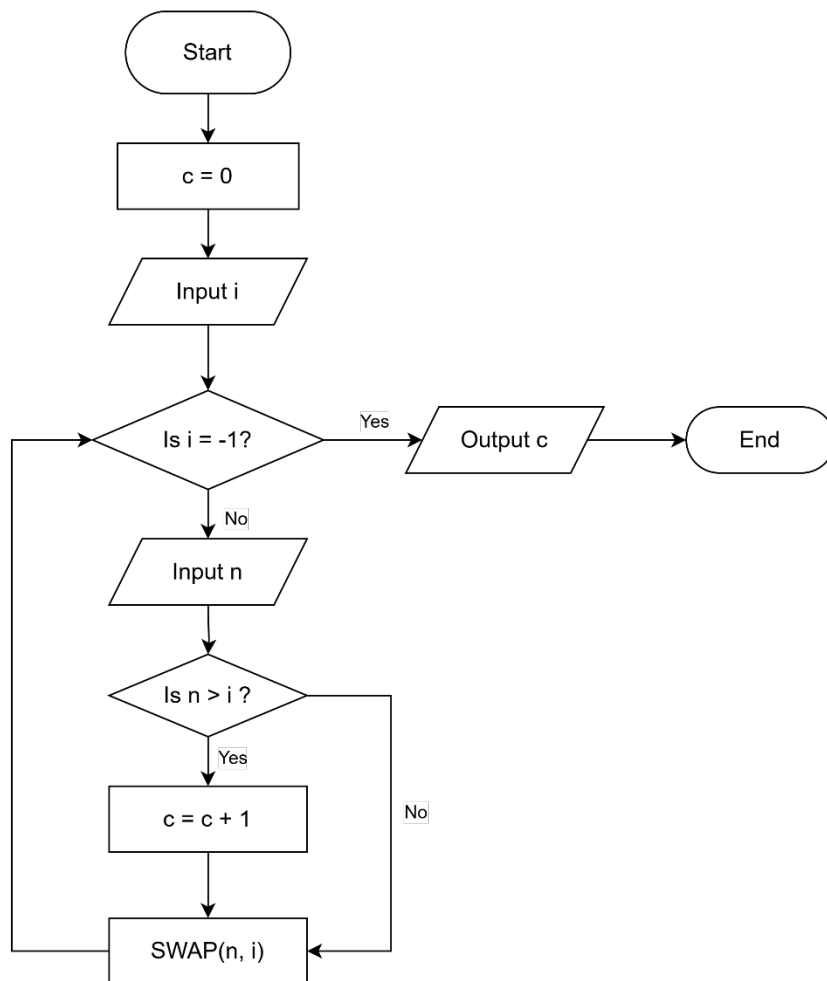 Start
c = 0
Input i
Is i = -1?
Yes
Output c
End
No
Input n
Is n > i ?
Yes
c = c + 1
No
SWAP(n, i)